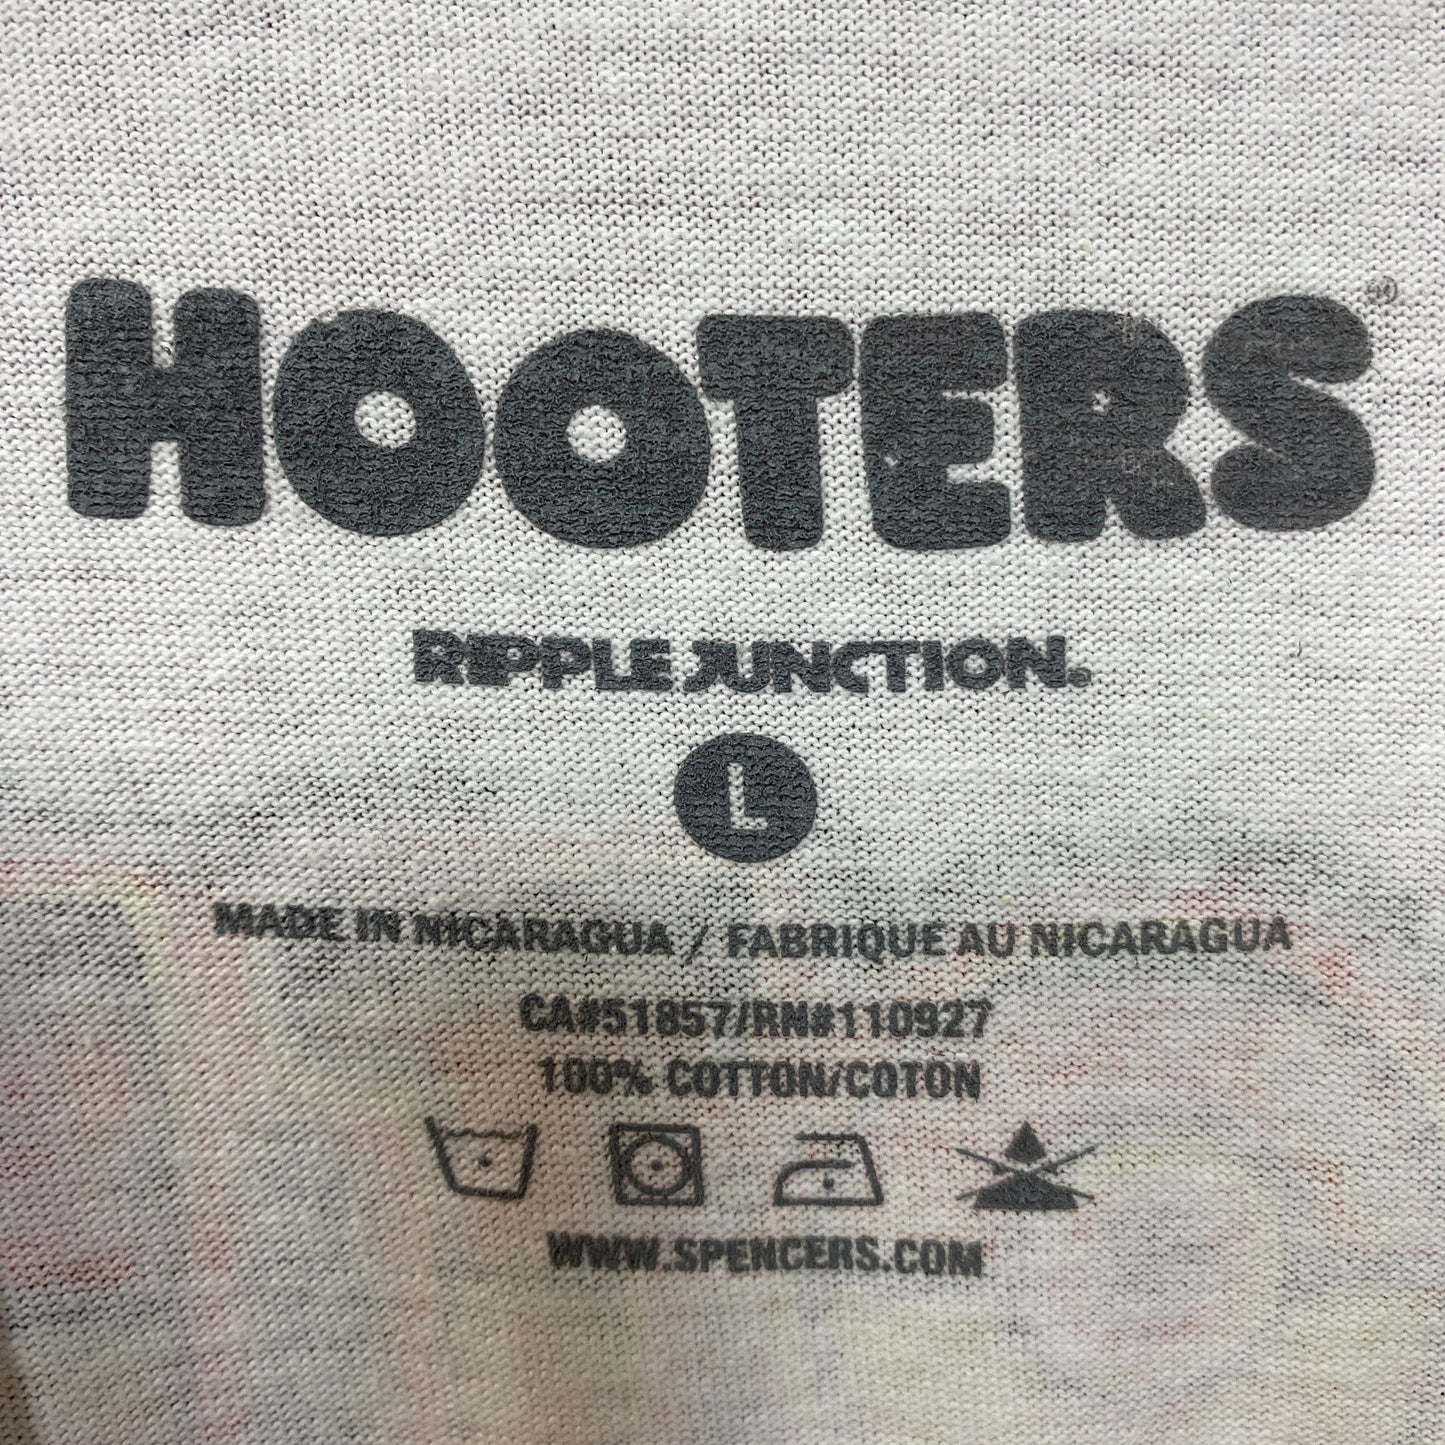 HOOTERS®
RIPPLE JUNCTION®
L
MADE IN NICARAGUA / FABRIQUE AU NICARAGUA
CA#51857/RN#110927
100% COTTON/COTON
WWW.SPENCERS.COM